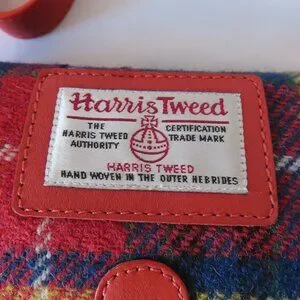 Harris Tweed
THE CERTIFICATION
HARRIS TWEED TRADE MARK
AUTHORITY
HARRIS TWEED
HAND WOVEN IN THE OUTER HEBRIDES